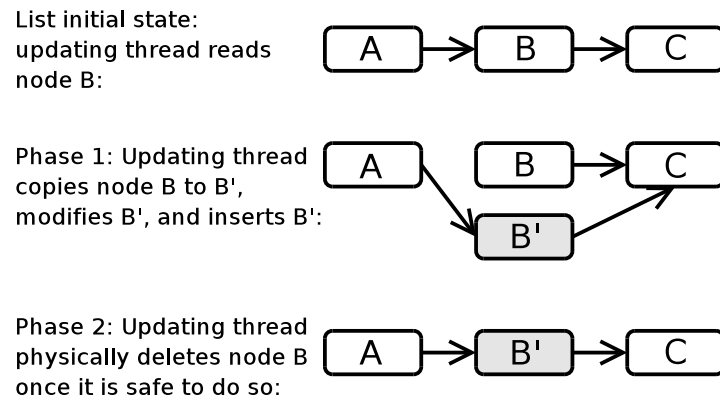 List initial state:
updating thread reads
node B:
A B C
Phase 1: Updating thread
copies node B to B',
modifies B', and inserts B':
A B C
B'
Phase 2: Updating thread
physically deletes node B
once it is safe to do so:
A B' C